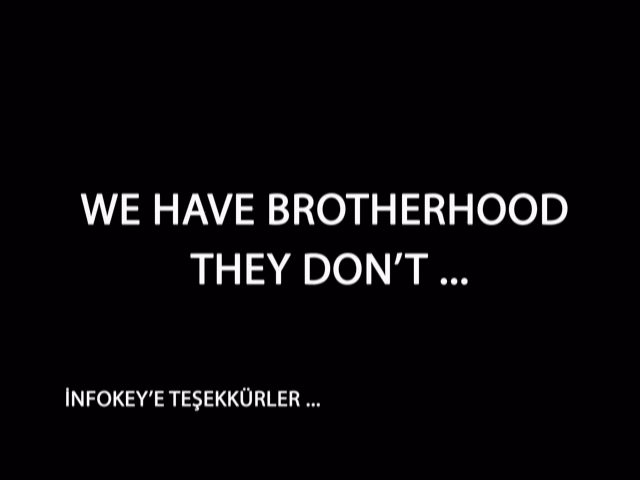 WE HAVE BROTHERHOOD
THEY DON’T ...
İNFOKEY’E TEŞEKKÜRLER ...